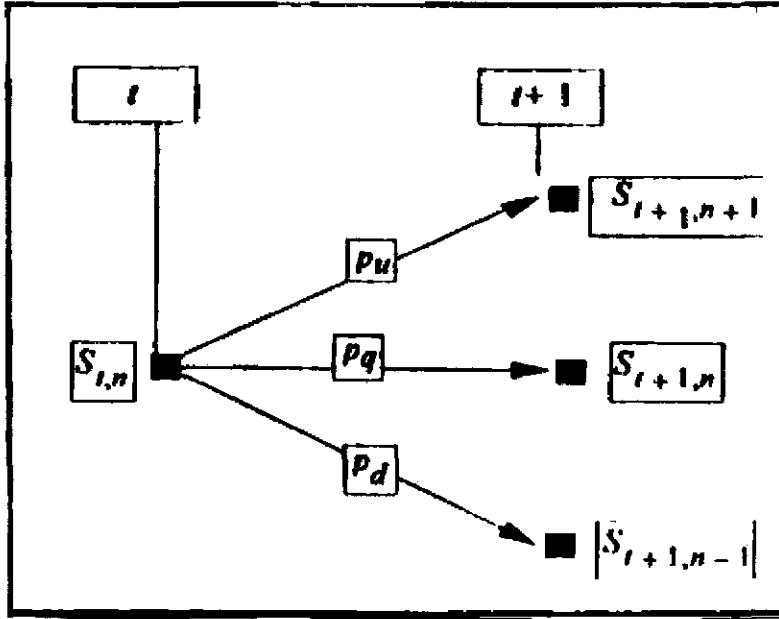 t
t + 1
S_{t+1,n+1}
p_u
S_{t,n}
p_q
S_{t+1,n}
p_d
S_{t+1,n-1}